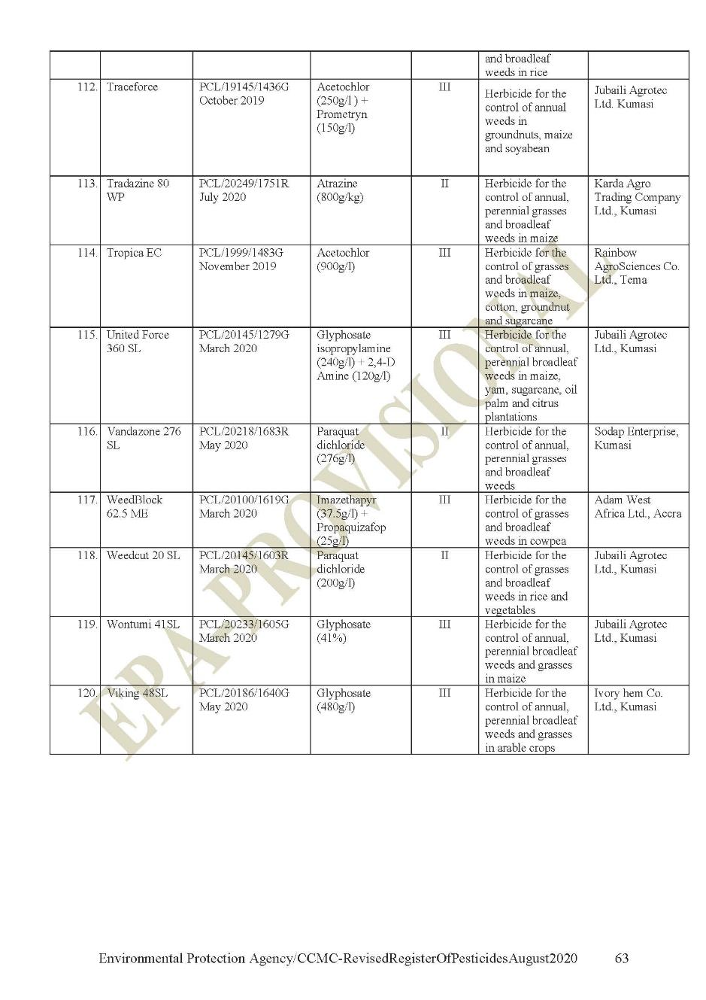 and broadleaf
weeds in rice
112. Traceforce PCL/19145/1436G Acetochlor III Herbicide for the Jubaili Agrotec
October 2019 (250g/l ) + control of annual Ltd. Kumasi
Prometryn weeds in
(150g/l) groundnuts, maize
and soyabean
113. Tradazine 80 PCL/20249/1751R Atrazine II Herbicide for the Karda Agro
WP July 2020 (800g/kg) control of annual, Trading Company
perennial grasses Ltd., Kumasi
and broadleaf
weeds in maize
114. Tropica EC PCL/1999/1483G Acetochlor III Herbicide for the Rainbow
November 2019 (900g/l) control of grasses AgroSciences Co.
and broadleaf Ltd., Tema
weeds in maize,
cotton, groundnut
and sugarcane
115. United Force PCL/20145/1279G Glyphosate III Herbicide for the Jubaili Agrotec
360 SL March 2020 isopropylamine control of annual, Ltd., Kumasi
(240g/l) + 2,4-D perennial broadleaf
Amine (120g/l) weeds in maize,
yam, sugarcane, oil
palm and citrus
plantations
116. Vandazone 276 PCL/20218/1683R Paraquat II Herbicide for the Sodap Enterprise,
SL May 2020 dichloride control of annual, Kumasi
(276g/l) perennial grasses
and broadleaf
weeds
117. WeedBlock PCL/20100/1619G Imazethapyr III Herbicide for the Adam West
62.5 ME March 2020 (37.5g/l) + control of grasses Africa Ltd., Accra
Propaquizafop and broadleaf
(25g/l) weeds in cowpea
118. Weedcut 20 SL PCL/20145/1603R Paraquat II Herbicide for the Jubaili Agrotec
March 2020 dichloride control of grasses Ltd., Kumasi
(200g/l) and broadleaf
weeds in rice and
vegetables
119. Wontumi 41SL PCL/20233/1605G Glyphosate III Herbicide for the Jubaili Agrotec
March 2020 (41%) control of annual, Ltd., Kumasi
perennial broadleaf
weeds and grasses
in maize
120. Viking 48SL PCL/20186/1640G Glyphosate III Herbicide for the Ivory hem Co.
May 2020 (480g/l) control of annual, Ltd., Kumasi
perennial broadleaf
weeds and grasses
in arable crops
EPA-PROVISIONAL
Environmental Protection Agency/CCMC-RevisedRegisterOfPesticidesAugust2020 63